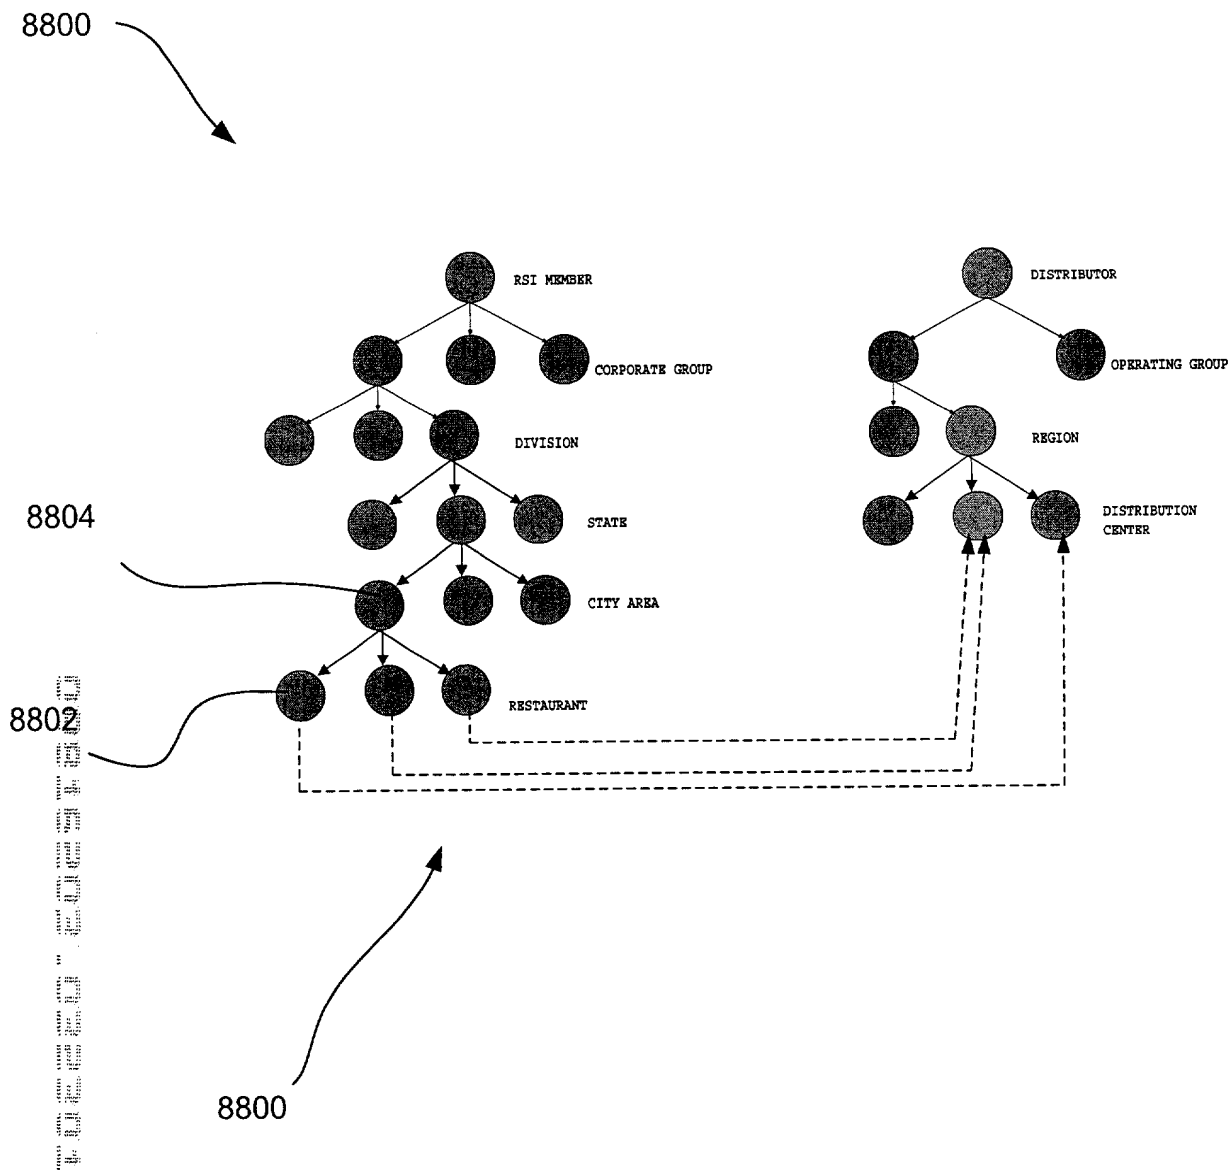 8800
RSI MEMBER
DISTRIBUTOR
CORPORATE GROUP
OPERATING GROUP
DIVISION
REGION
8804
STATE
DISTRIBUTION
CENTER
CITY AREA
8802
RESTAURANT
8800